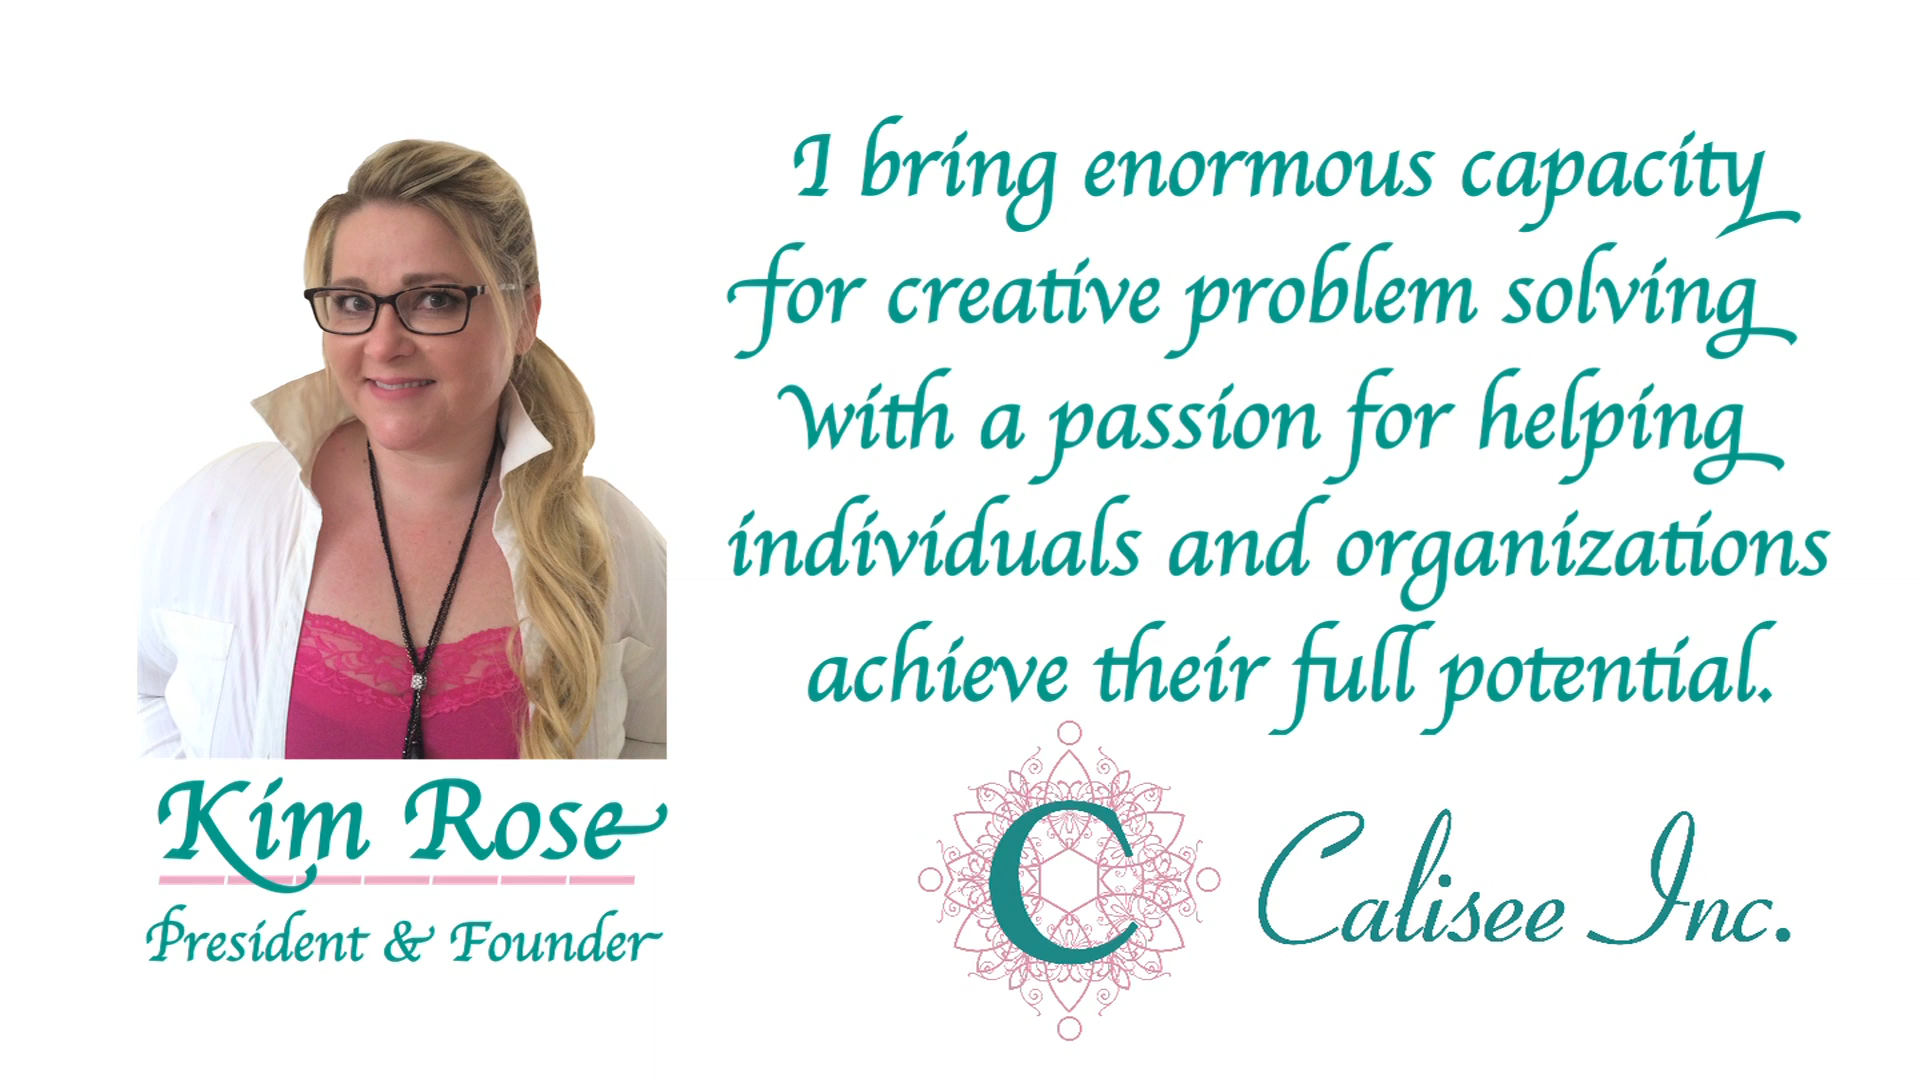 I bring enormous capacity
for creative problem solving
with a passion for helping
individuals and organizations
achieve their full potential.
Kim Rose
President & Founder
C
Calisee Inc.